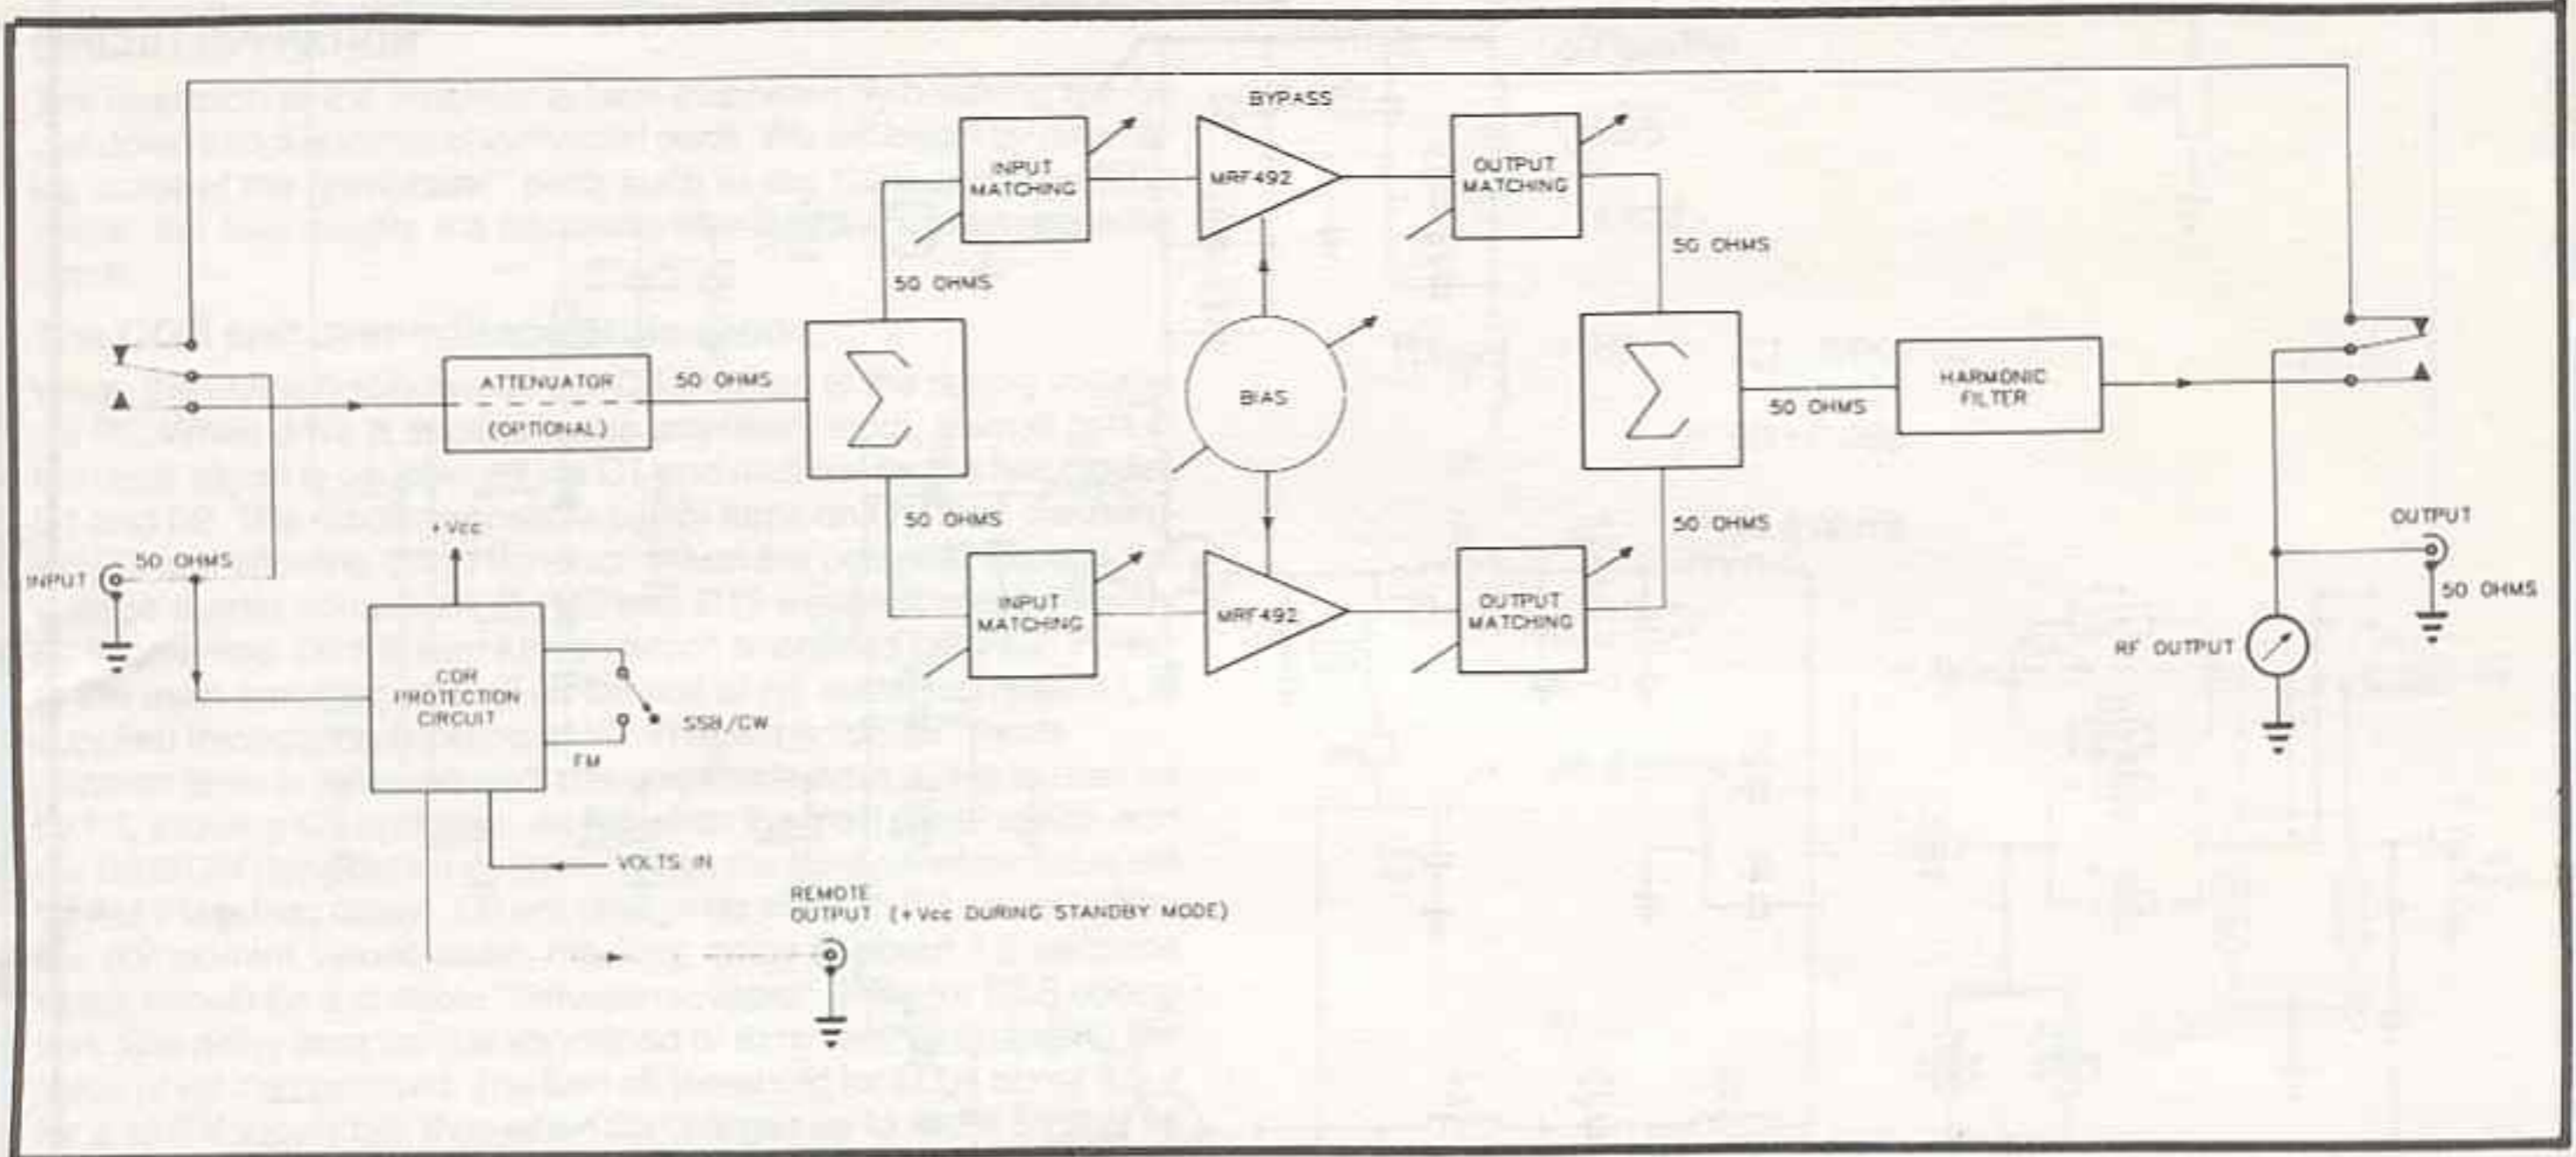 BYPASS
INPUT
MATCHING
MRF492
OUTPUT
MATCHING
50 OHMS
50 OHMS
ATTENUATOR
(OPTIONAL)
50 OHMS
BIAS
50 OHMS
HARMONIC
FILTER
50 OHMS
50 OHMS
INPUT
50 OHMS
+Vcc
COR
PROTECTION
CIRCUIT
SSB/CW
FM
INPUT
MATCHING
MRF492
OUTPUT
MATCHING
OUTPUT
50 OHMS
RF OUTPUT
VOLTS IN
REMOTE
OUTPUT (+Vcc DURING STANDBY MODE)